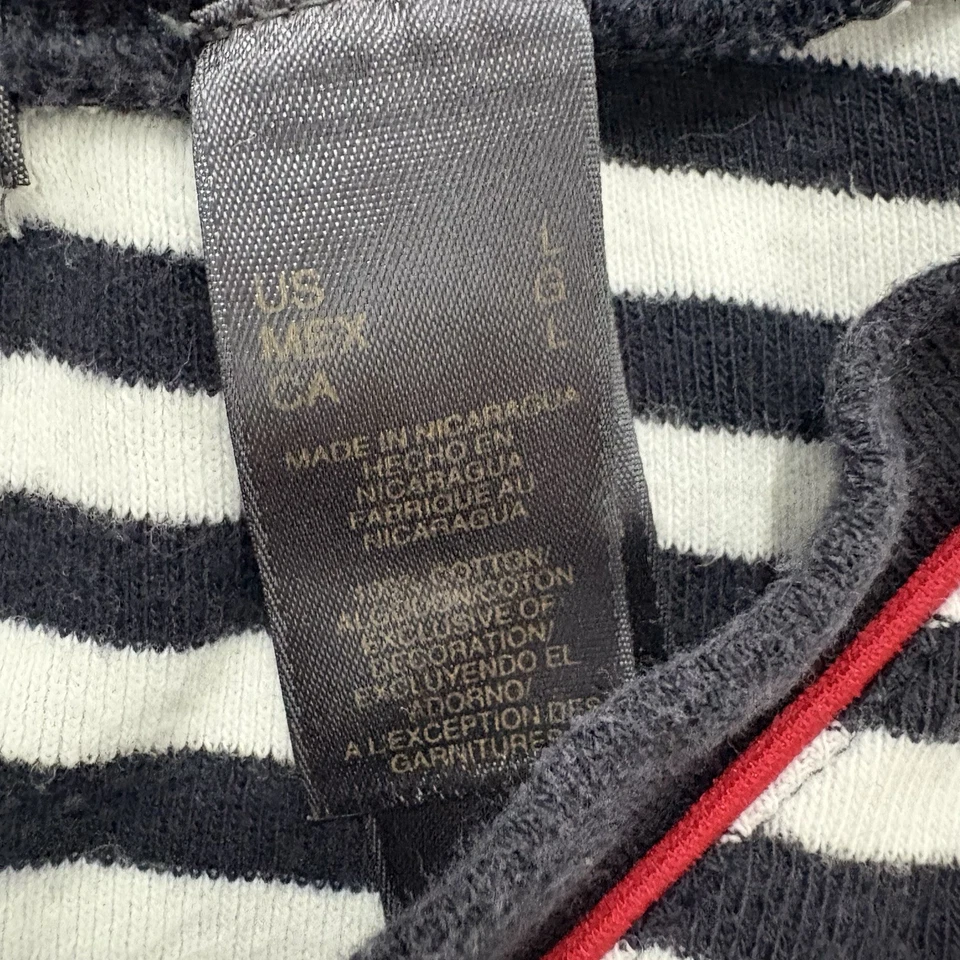 US L
MEX G
CA L
MADE IN NICARAGUA
HECHO EN
NICARAGUA
FABRIQUE AU
NICARAGUA
100% COTTON/
ALGODON/COTON
EXCLUSIVE OF
DECORATION/
EXCLUYENDO EL
ADORNO/
A L'EXCEPTION DES
GARNITURES